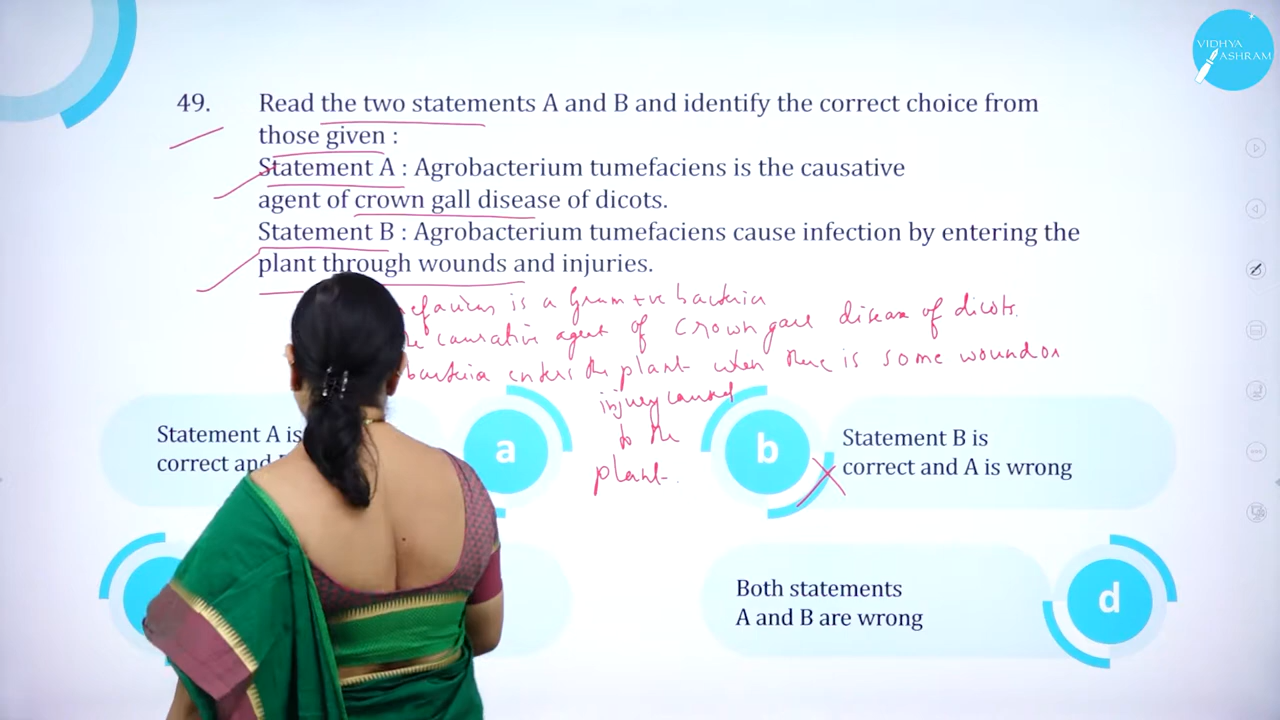 VIDHYA
ASHRAM
49. Read the two statements A and B and identify the correct choice from
those given :
Statement A : Agrobacterium tumefaciens is the causative
agent of crown gall disease of dicots.
Statement B : Agrobacterium tumefaciens cause infection by entering the
plant through wounds and injuries.
is a Gram +ve bacteria
causative agent of Crown gall disease of dicots.
bacteria enters the plant when there is some wound or
injury caused
to the
plant.
Statement A is
correct and
a
b
Statement B is
correct and A is wrong
Both statements
A and B are wrong
d